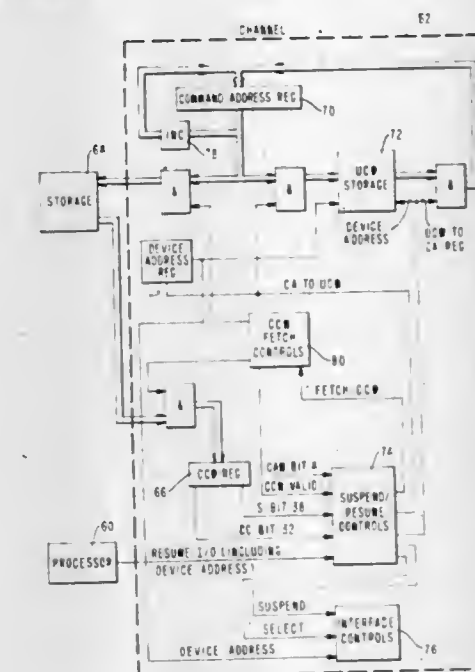 62
CHANNEL
COMMAND ADDRESS REG
70
INC
78
68
STORAGE
&
&
72
UCW
STORAGE
&
DEVICE
ADDRESS
UCW TO
CA REG
DEVICE
ADDRESS
REG
CA TO UCW
CCW
FETCH
CONTROLS
80
FETCH CCW
&
CCW REG
66
CCW VALID
S BIT 38
CC BIT 32
74
SUSPEND/
RESUME
CONTROLS
60
PROCESSOR
RESUME I/O (INCLUDING
DEVICE ADDRESS)
SUSPEND
SELECT
DEVICE ADDRESS
INTERFACE
CONTROLS
76